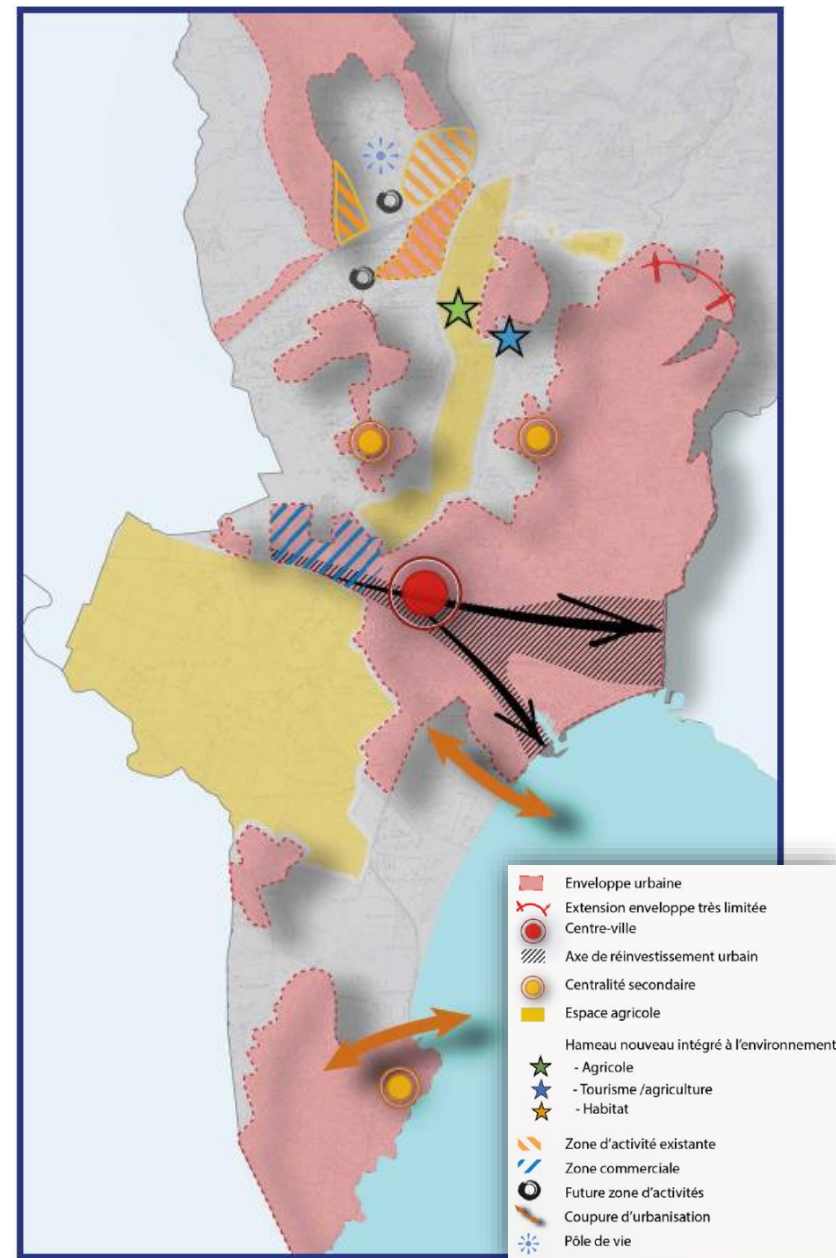 Enveloppe urbaine
Extension enveloppe très limitée
Centre-ville
Axe de réinvestissement urbain
Centralité secondaire
Espace agricole
Hameau nouveau intégré à l'environnement
- Agricole
- Tourisme /agriculture
- Habitat
Zone d'activité existante
Zone commerciale
Future zone d'activités
Coupure d'urbanisation
Pôle de vie